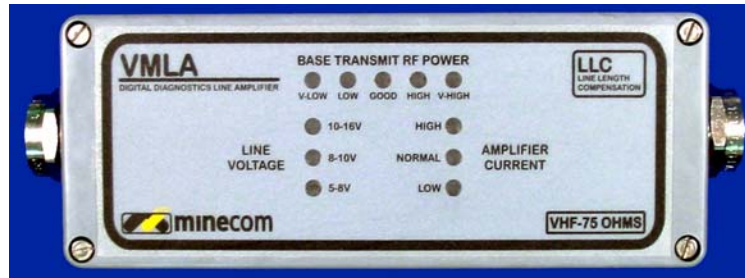 VMLA
DIGITAL DIAGNOSTICS LINE AMPLIFIER
BASE TRANSMIT RF POWER
V-LOW LOW GOOD HIGH V-HIGH
LLC
LINE LENGTH
COMPENSATION
LINE
VOLTAGE
10-16V
8-10V
5-8V
HIGH
NORMAL
LOW
AMPLIFIER
CURRENT
minecom
VHF-75 OHMS